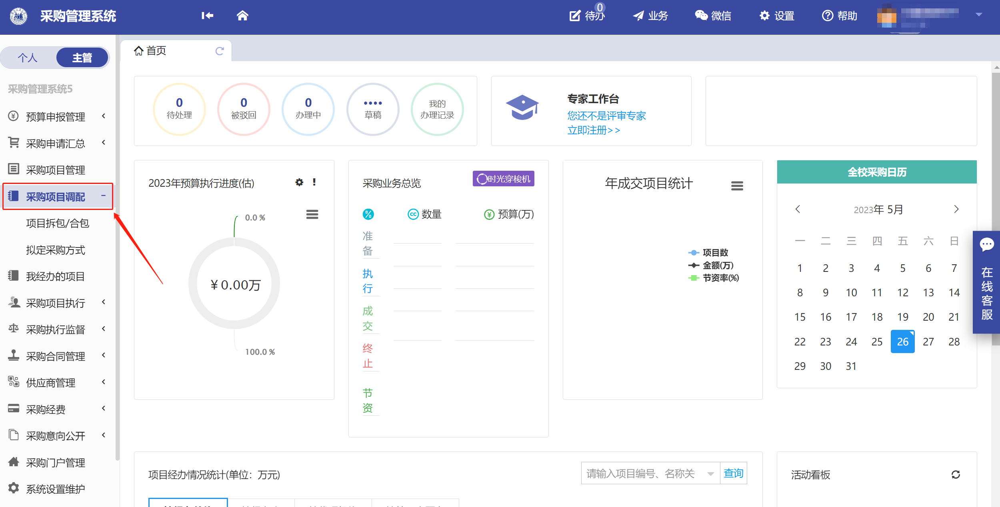 采购管理系统
待办
0
业务
微信
设置
帮助
个人
主管
首页
采购管理系统5
预算申报管理
采购申请汇总
采购项目管理
采购项目调配
项目拆包/合包
拟定采购方式
我经办的项目
采购项目执行
采购执行监督
采购合同管理
供应商管理
采购经费
采购意向公开
采购门户管理
系统设置维护
0
待处理
0
被驳回
0
办理中
••••
草稿
我的
办理记录
专家工作台
您还不是评审专家
立即注册>>
2023年预算执行进度(估)
0.0 %
¥ 0.00万
100.0 %
采购业务总览
时光穿梭机
数量
预算(万)
准
备
执
行
成
交
终
止
节
资
年成交项目统计
项目数
金额(万)
节资率(%)
全校采购日历
2023年 5月
一 二 三 四 五 六 日
1 2 3 4 5 6 7
8 9 10 11 12 13 14
15 16 17 18 19 20 21
22 23 24 25 26 27 28
29 30 31
在
线
客
服
项目经办情况统计(单位：万元)
请输入项目编号、名称关
查询
活动看板